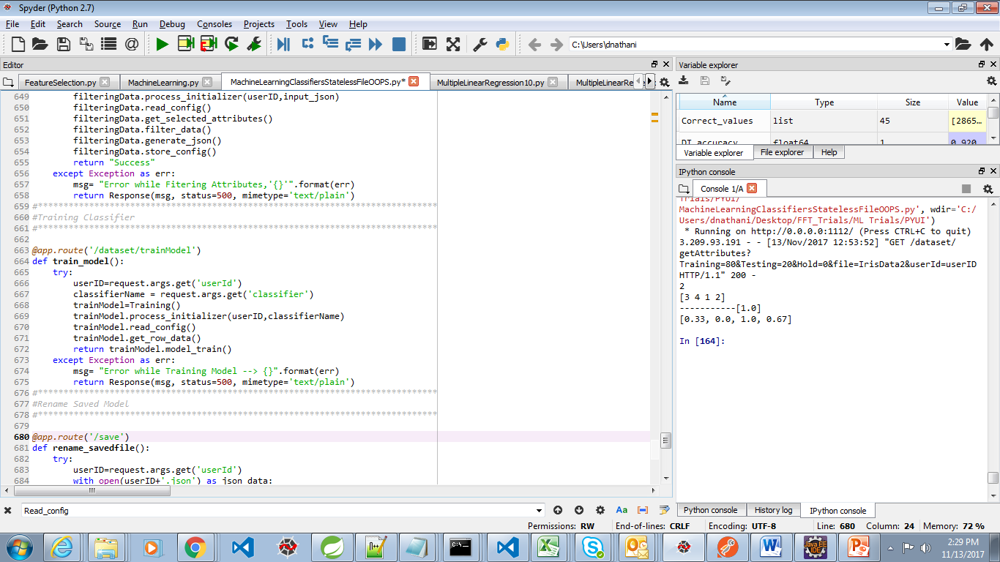 Spyder (Python 2.7)
File Edit Search Source Run Debug Consoles Projects Tools View Help
C:\Users\dnathani
Editor
FeatureSelection.py MachineLearning.py MachineLearningClassifiersStatelessFileOOPS.py* MultipleLinearRegression10.py MultipleLinearRe
649 filteringData.process_initializer(userID,input_json)
650 filteringData.read_config()
651 filteringData.get_selected_attributes()
652 filteringData.filter_data()
653 filteringData.generate_json()
654 filteringData.store_config()
655 return "Success"
656 except Exception as err:
657 msg= "Error while Fitering Attributes,'{}'".format(err)
658 return Response(msg, status=500, mimetype='text/plain')
659 #****************************************************************************
660 #Training Classifier
661 #****************************************************************************
662
663 @app.route('/dataset/trainModel')
664 def train_model():
665 try:
666 userID=request.args.get('userId')
667 classifierName = request.args.get('classifier')
668 trainModel=Training()
669 trainModel.process_initializer(userID,classifierName)
670 trainModel.read_config()
671 trainModel.get_row_data()
672 return trainModel.model_train()
673 except Exception as err:
674 msg= "Error while Training Model --> {}".format(err)
675 return Response(msg, status=500, mimetype='text/plain')
676 #****************************************************************************
677 #Rename Saved Model
678 #****************************************************************************
679
680 @app.route('/save')
681 def rename_savedfile():
682 try:
683 userID=request.args.get('userId')
684 with open(userID+'.json') as json_data:
Read_config
Aa
Variable explorer
Name Type Size Value
Correct_values list 45 [2865…
DT_accuracy float64 1 0.920
Variable explorer File explorer Help
IPython console
Console 1/A
Trials/PYUI/
MachineLearningClassifiersStatelessFileOOPS.py', wdir='C:/
Users/dnathani/Desktop/FFT_Trials/ML Trials/PYUI')
* Running on http://0.0.0.0:1112/ (Press CTRL+C to quit)
3.209.93.191 - - [13/Nov/2017 12:53:52] "GET /dataset/
getAttributes?
Training=80&Testing=20&Hold=0&file=IrisData2&userId=userID
HTTP/1.1" 200 -
2
[3 4 1 2]
-----------[1.0]
[0.33, 0.0, 1.0, 0.67]
In [164]:
Python console History log IPython console
Permissions: RW End-of-lines: CRLF Encoding: UTF-8 Line: 680 Column: 24 Memory: 72 %
2:29 PM
11/13/2017